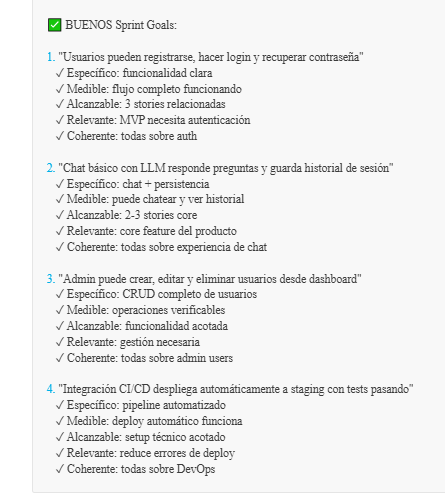 ✅ BUENOS Sprint Goals:
1. "Usuarios pueden registrarse, hacer login y recuperar contraseña"
✓ Específico: funcionalidad clara
✓ Medible: flujo completo funcionando
✓ Alcanzable: 3 stories relacionadas
✓ Relevante: MVP necesita autenticación
✓ Coherente: todas sobre auth
2. "Chat básico con LLM responde preguntas y guarda historial de sesión"
✓ Específico: chat + persistencia
✓ Medible: puede chatear y ver historial
✓ Alcanzable: 2-3 stories core
✓ Relevante: core feature del producto
✓ Coherente: todas sobre experiencia de chat
3. "Admin puede crear, editar y eliminar usuarios desde dashboard"
✓ Específico: CRUD completo de usuarios
✓ Medible: operaciones verificables
✓ Alcanzable: funcionalidad acotada
✓ Relevante: gestión necesaria
✓ Coherente: todas sobre admin users
4. "Integración CI/CD despliega automáticamente a staging con tests pasando"
✓ Específico: pipeline automatizado
✓ Medible: deploy automático funciona
✓ Alcanzable: setup técnico acotado
✓ Relevante: reduce errores de deploy
✓ Coherente: todas sobre DevOps